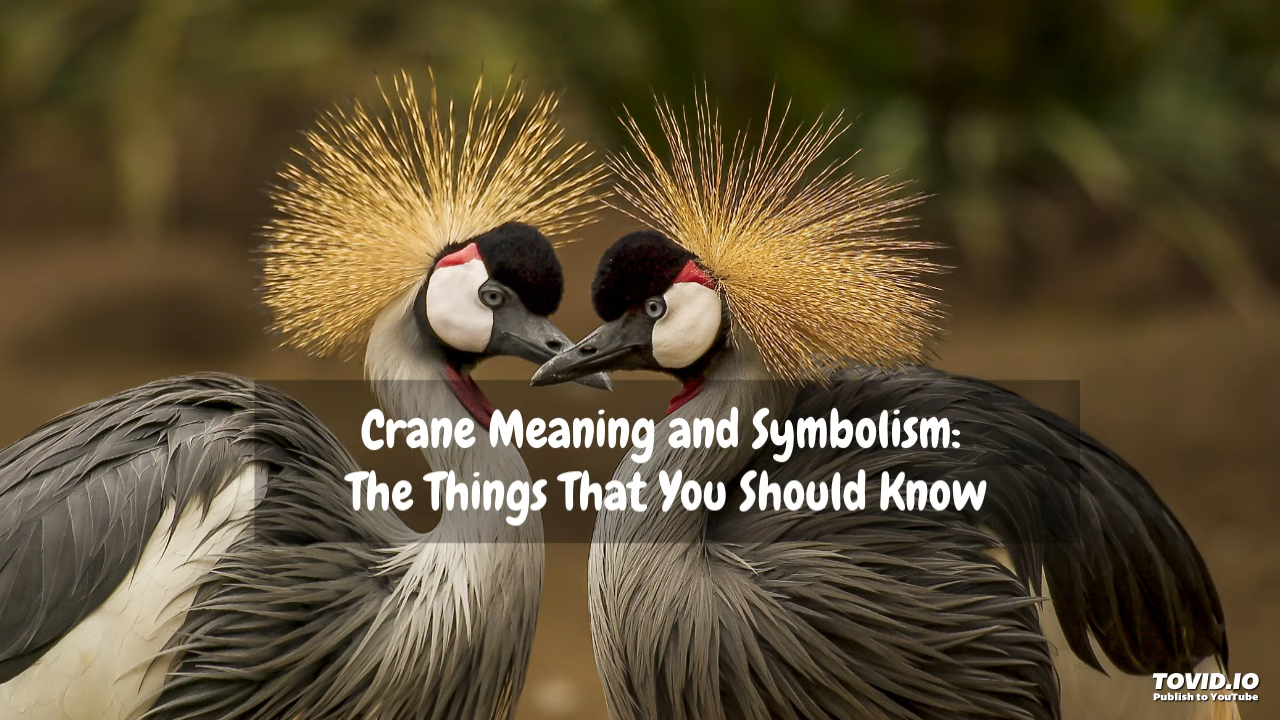 Crane Meaning and Symbolism:
The Things That You Should Know
TOVID.IO
Publish to YouTube